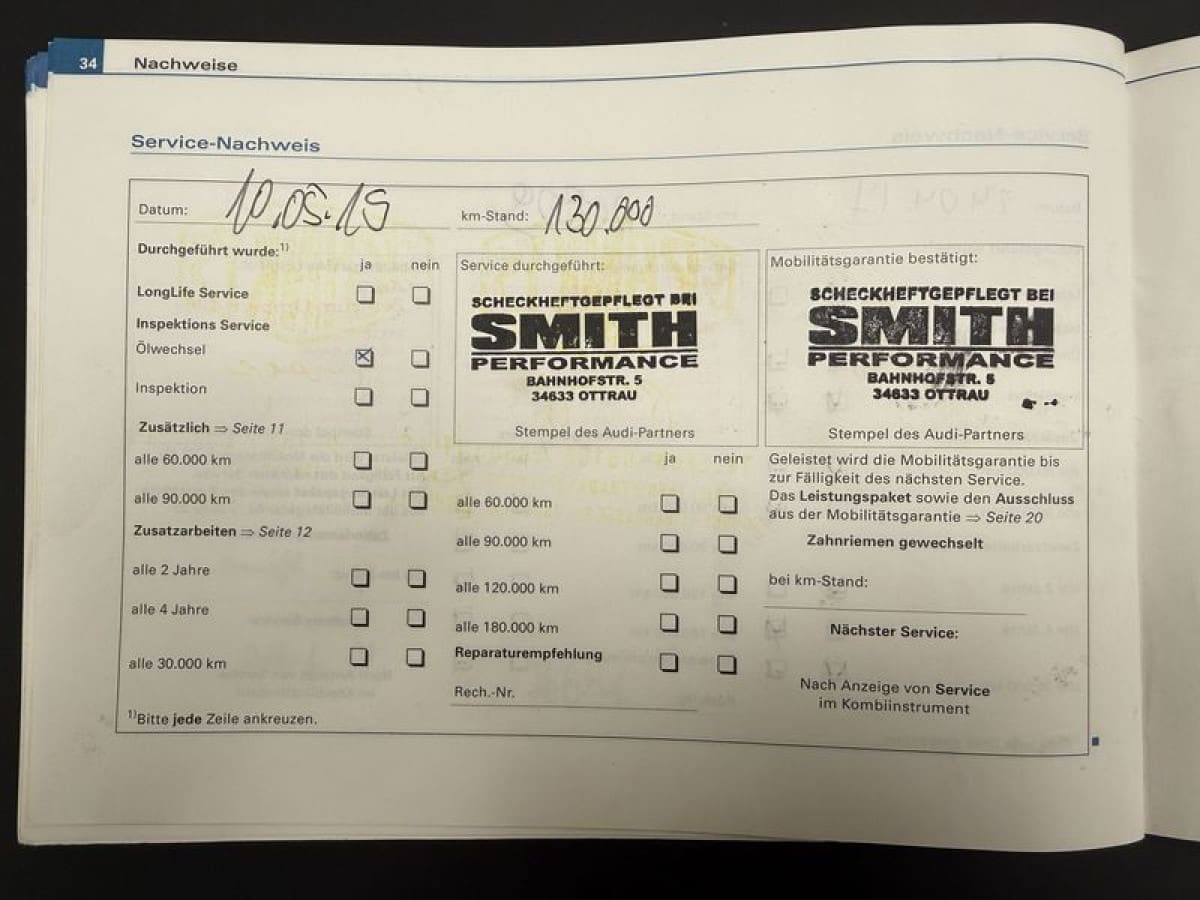 34 Nachweise
Service-Nachweis
Datum: 10.05.19 km-Stand: 130.000
Durchgeführt wurde:1)
ja nein
LongLife Service
Inspektions Service
Ölwechsel
Inspektion
Zusätzlich ⇒ Seite 11
alle 60.000 km
alle 90.000 km
Zusatzarbeiten ⇒ Seite 12
alle 2 Jahre
alle 4 Jahre
alle 30.000 km
1)Bitte jede Zeile ankreuzen.
Service durchgeführt:
SCHECKHEFTGEPFLEGT BEI
SMITH
PERFORMANCE
BAHNHOFSTR. 5
34633 OTTRAU
Stempel des Audi-Partners
ja nein
alle 60.000 km
alle 90.000 km
alle 120.000 km
alle 180.000 km
Reparaturempfehlung
Rech.-Nr.
Mobilitätsgarantie bestätigt:
SCHECKHEFTGEPFLEGT BEI
SMITH
PERFORMANCE
BAHNHOFSTR. 5
34633 OTTRAU
Stempel des Audi-Partners
Geleistet wird die Mobilitätsgarantie bis
zur Fälligkeit des nächsten Service.
Das Leistungspaket sowie den Ausschluss
aus der Mobilitätsgarantie ⇒ Seite 20
Zahnriemen gewechselt
bei km-Stand:
Nächster Service:
Nach Anzeige von Service
im Kombiinstrument